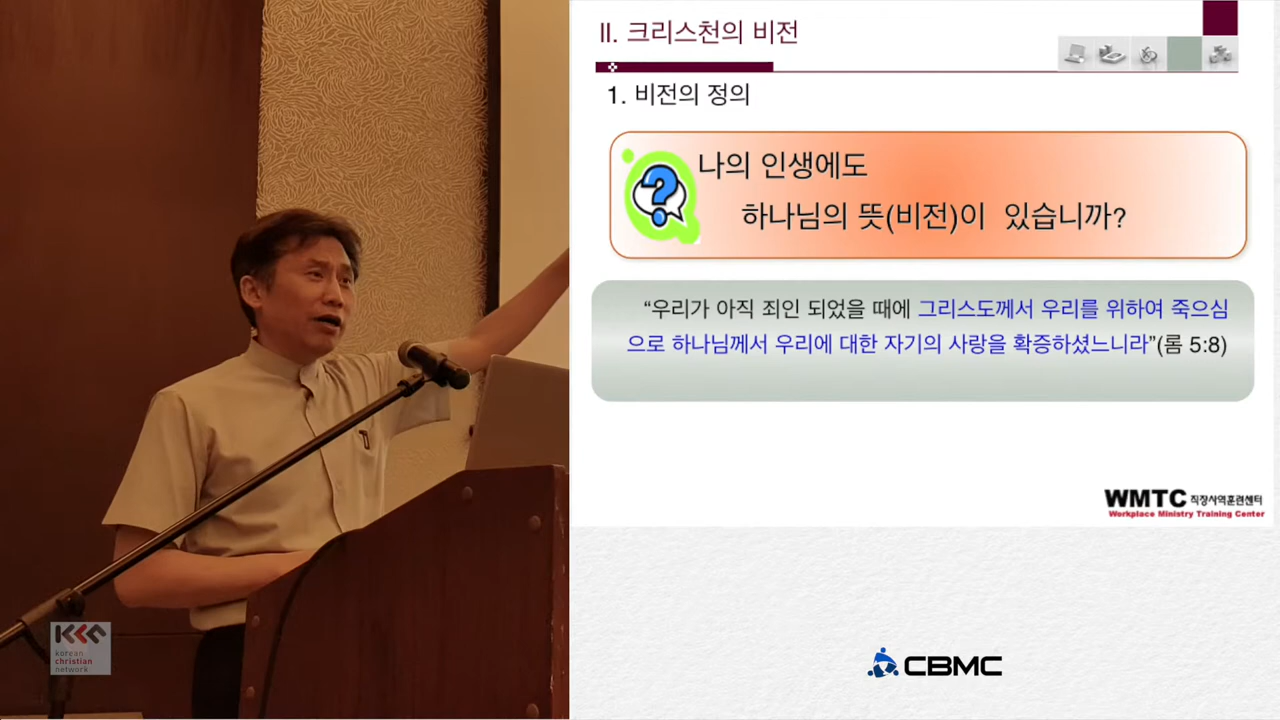 II. 크리스천의 비전
1. 비전의 정의
나의 인생에도
하나님의 뜻(비전)이 있습니까?
“우리가 아직 죄인 되었을 때에 그리스도께서 우리를 위하여 죽으심
으로 하나님께서 우리에 대한 자기의 사랑을 확증하셨느니라”(롬 5:8)
WMTC 직장사역훈련센터
Workplace Ministry Training Center
kcn
korean
christian
network
CBMC